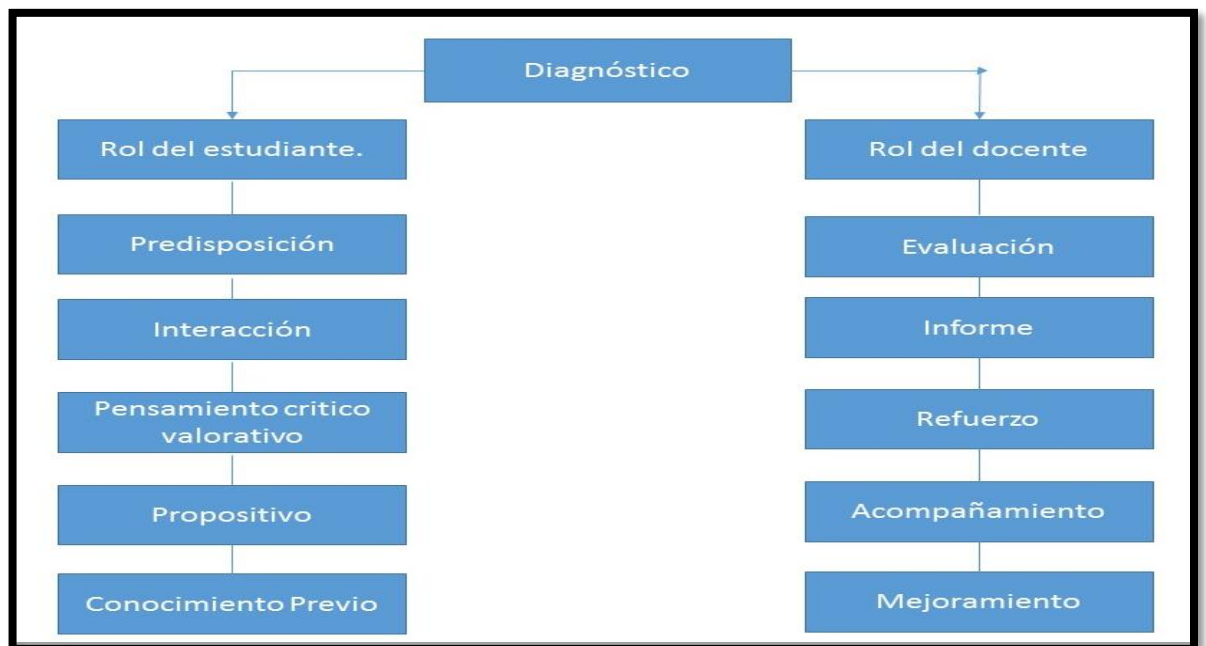 Diagnóstico
Rol del estudiante.
Predisposición
Interacción
Pensamiento critico
valorativo
Propositivo
Conocimiento Previo
Rol del docente
Evaluación
Informe
Refuerzo
Acompañamiento
Mejoramiento